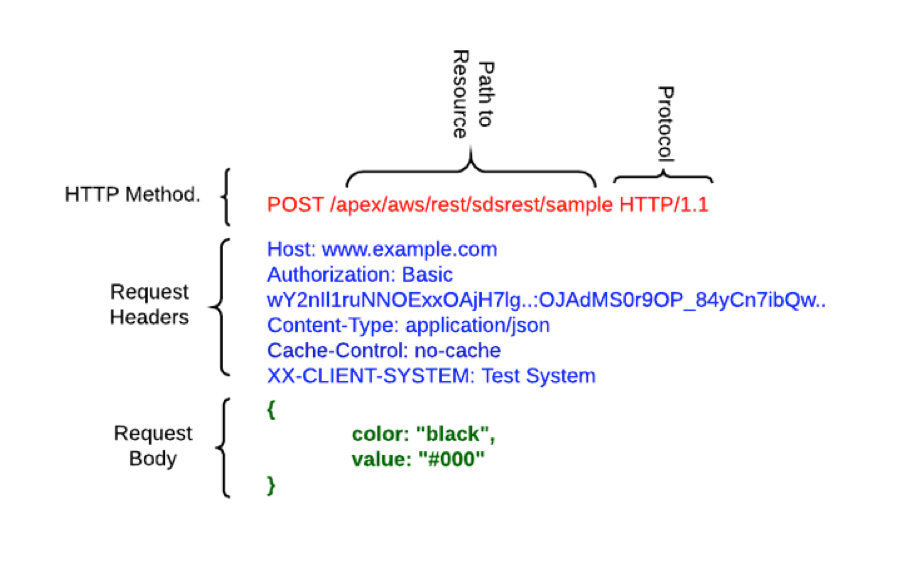 Path to
Resource
Protocol
HTTP Method.
POST /apex/aws/rest/sdsrest/sample HTTP/1.1
Request
Headers
Host: www.example.com
Authorization: Basic
wY2nll1ruNNOExxOAjH7lg..:OJAdMS0r9OP_84yCn7ibQw..
Content-Type: application/json
Cache-Control: no-cache
XX-CLIENT-SYSTEM: Test System
Request
Body
{
color: "black",
value: "#000"
}